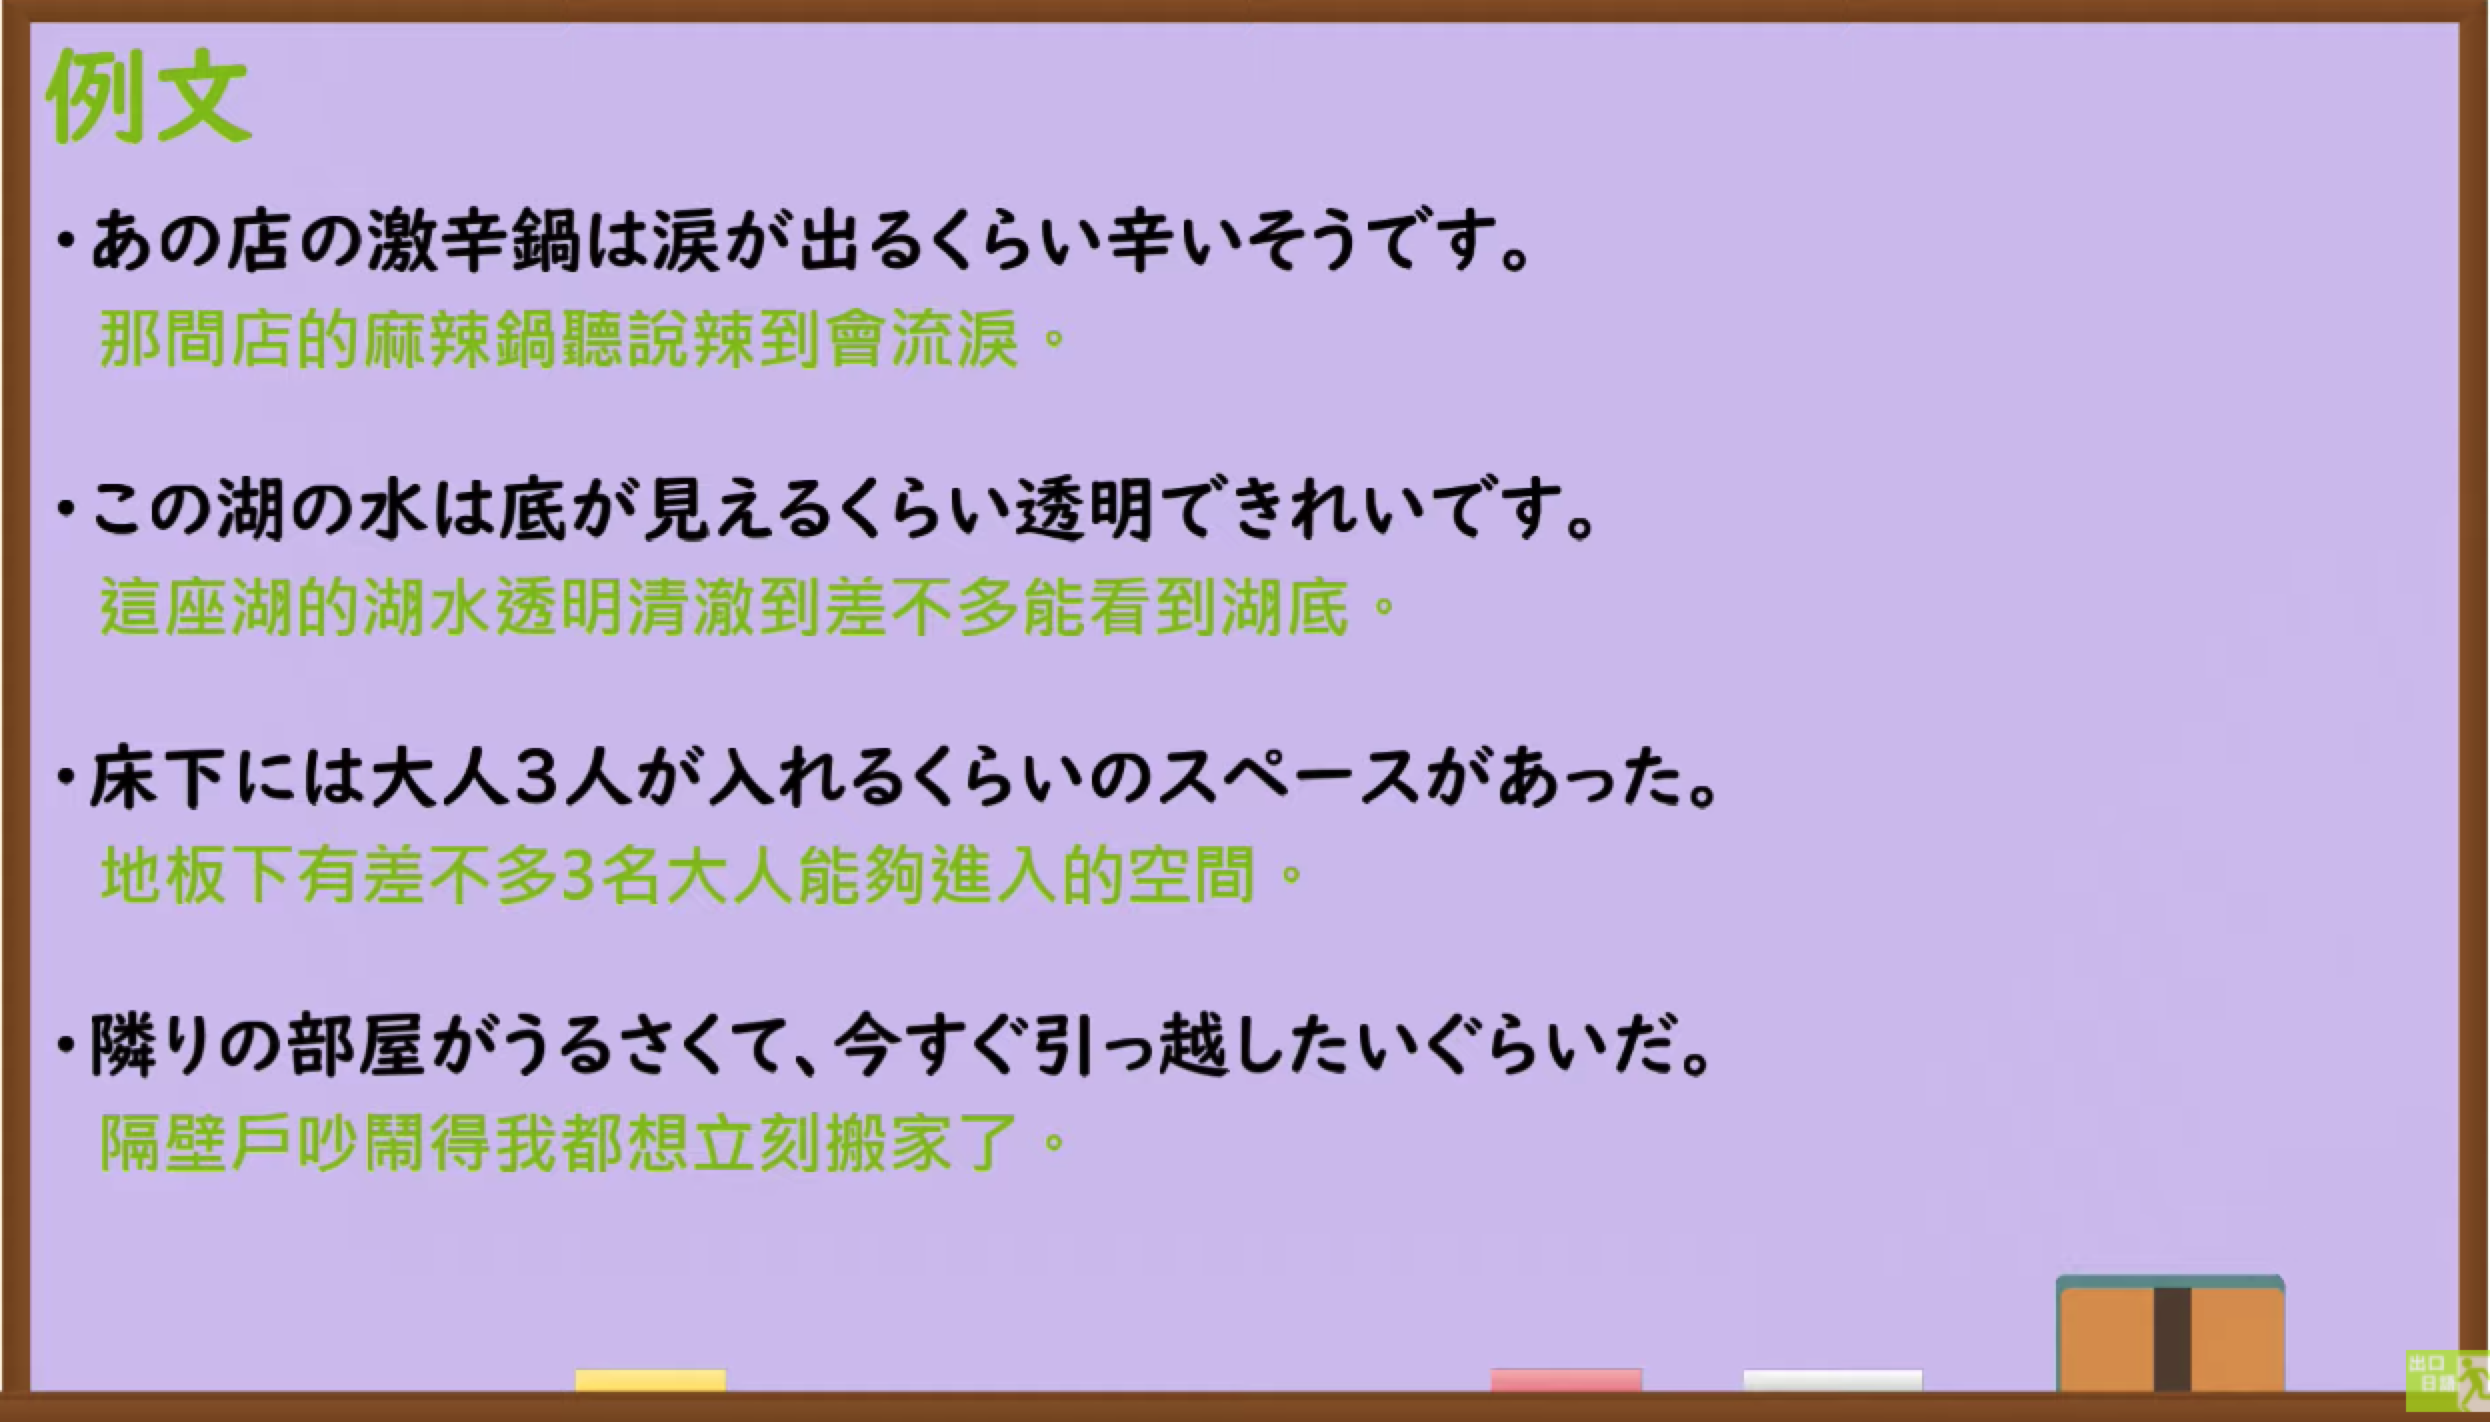 例文
・あの店の激辛鍋は涙が出るくらい辛いそうです。
那間店的麻辣鍋聽說辣到會流淚。
・この湖の水は底が見えるくらい透明できれいです。
這座湖的湖水透明清澈到差不多能看到湖底。
・床下には大人3人が入れるくらいのスペースがあった。
地板下有差不多3名大人能夠進入的空間。
・隣りの部屋がうるさくて、今すぐ引っ越したいぐらいだ。
隔壁戶吵鬧得我都想立刻搬家了。
出口
日語